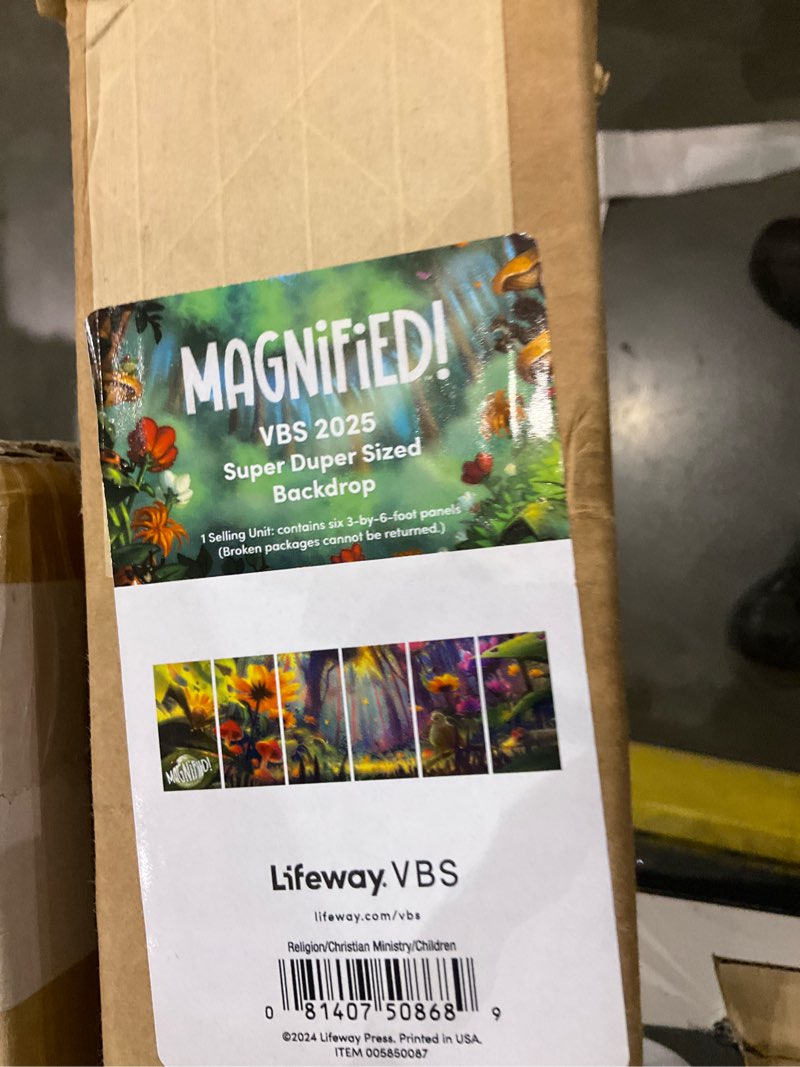 MAGNiFiED!
VBS 2025
Super Duper Sized
Backdrop
1 Selling Unit: contains six 3-by-6-foot panels
(Broken packages cannot be returned.)
MAGNiFiED!
Lifeway. VBS
lifeway.com/vbs
Religion/Christian Ministry/Children
0 81407 50868 9
©2024 Lifeway Press. Printed in USA.
ITEM 005850087